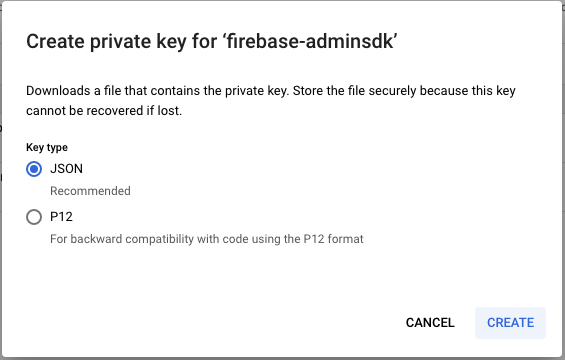 Create private key for ‘firebase-adminsdk’
Downloads a file that contains the private key. Store the file securely because this key
cannot be recovered if lost.
Key type
JSON
Recommended
P12
For backward compatibility with code using the P12 format
CANCEL
CREATE